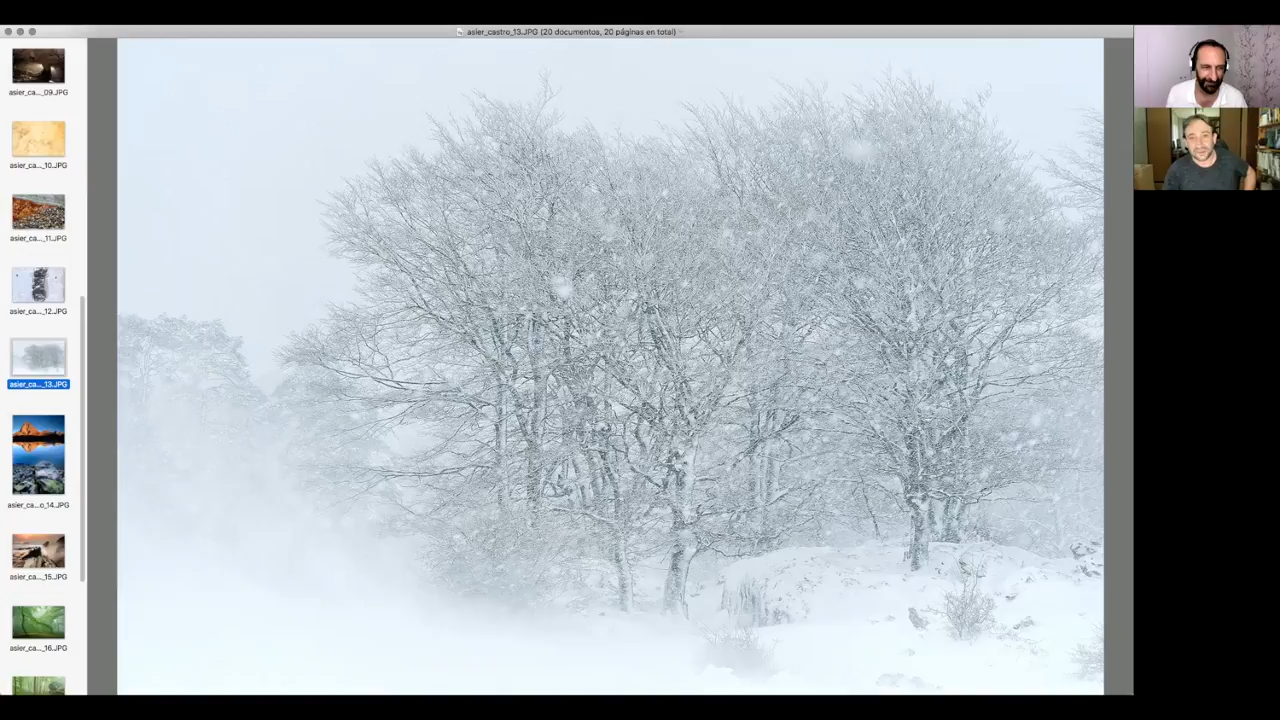 asier_castro_13.JPG (20 documentos, 20 páginas en total)
asier_ca..._09.JPG
asier_ca..._10.JPG
asier_ca..._11.JPG
asier_ca..._12.JPG
asier_ca..._13.JPG
asier_ca...o_14.JPG
asier_ca..._15.JPG
asier_ca..._16.JPG